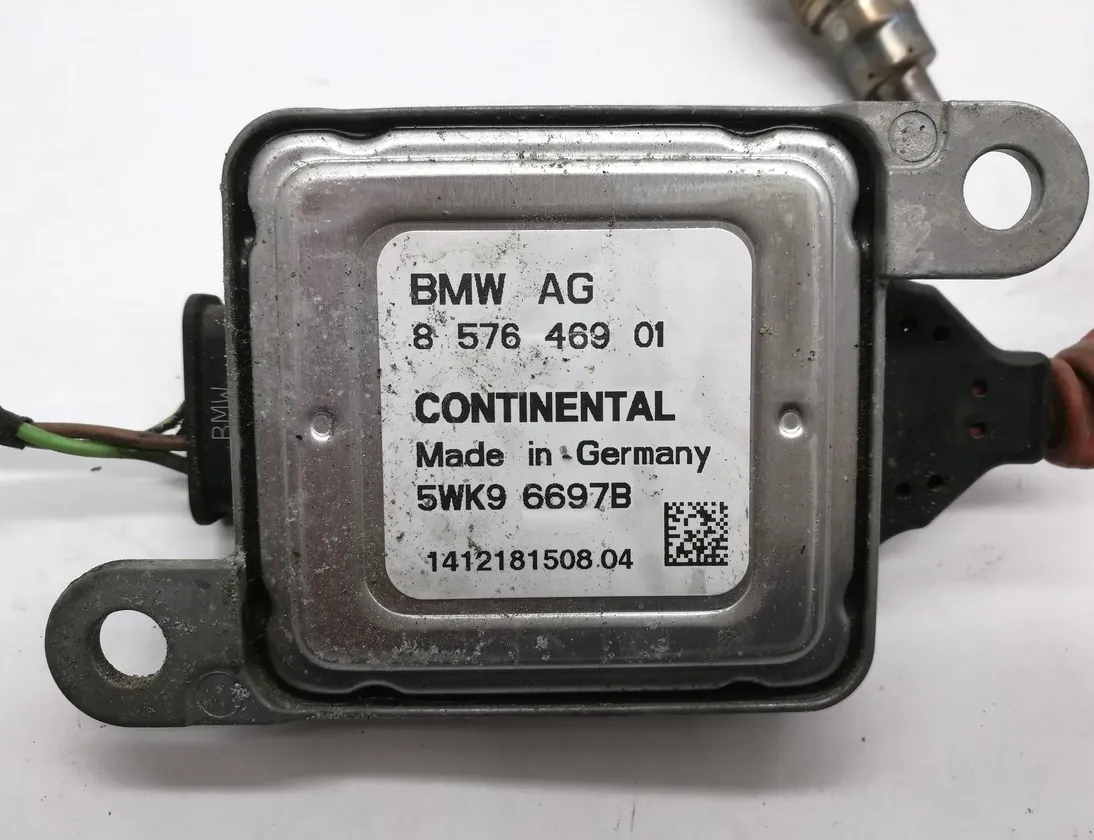 BMW AG
8 576 469 01
CONTINENTAL
Made in Germany
5WK9 6697B
1412181508.04
BMW